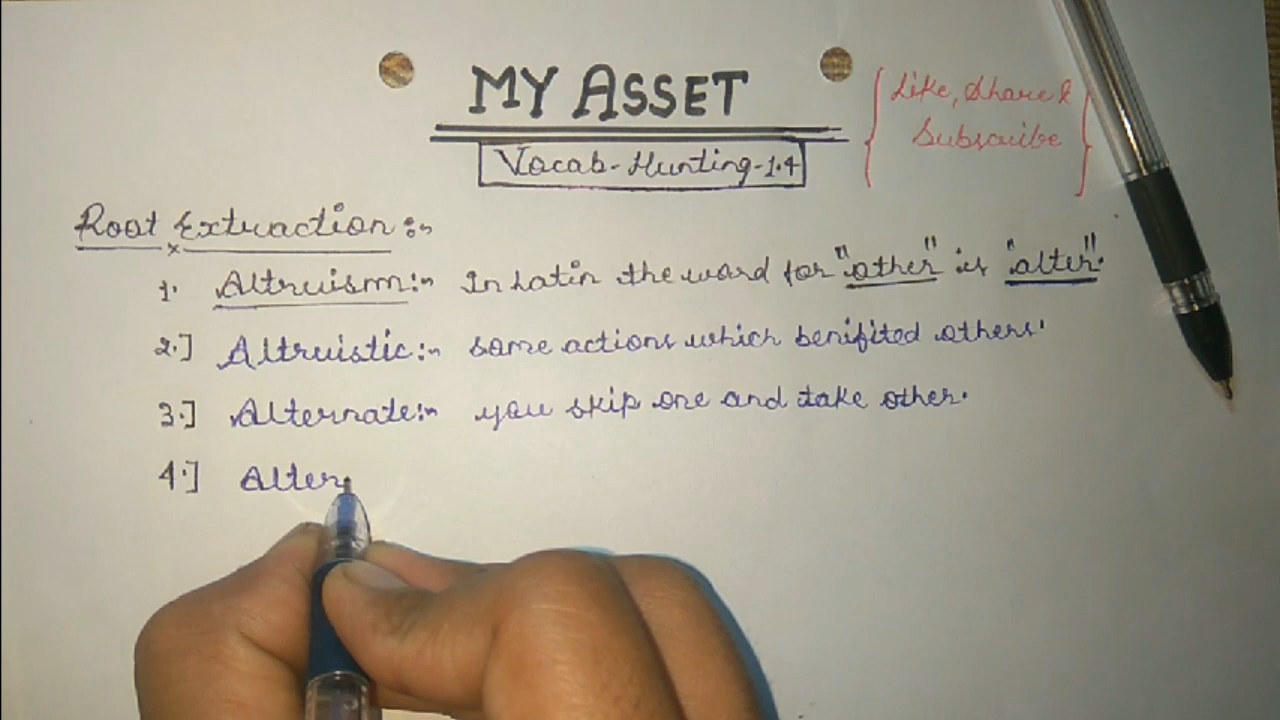 MY ASSET
{Like, Share &
Subscribe}
Vocab-Hunting-1.4
Root Extraction:-
1. Altruism:- In Latin the word for "other" is "alter".
2.] Altruistic:- some actions which benifited others.
3.] Alternate:- you skip one and take other.
4.] Alter